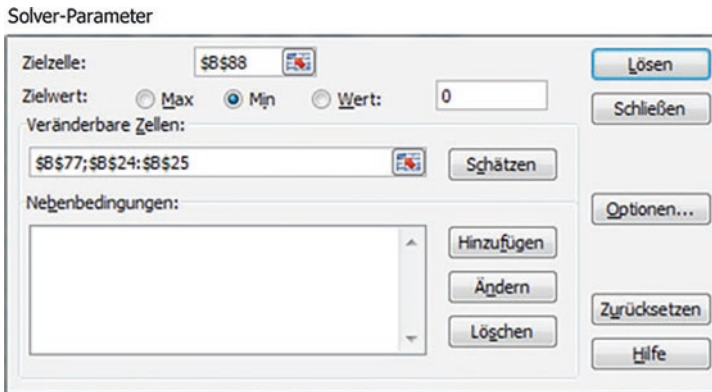 Solver-Parameter
Zielzelle: $B$88
Lösen
Zielwert: Max Min Wert: 0
Schließen
Veränderbare Zellen:
$B$77;$B$24:$B$25
Schätzen
Nebenbedingungen:
Optionen...
Hinzufügen
Ändern
Löschen
Zurücksetzen
Hilfe